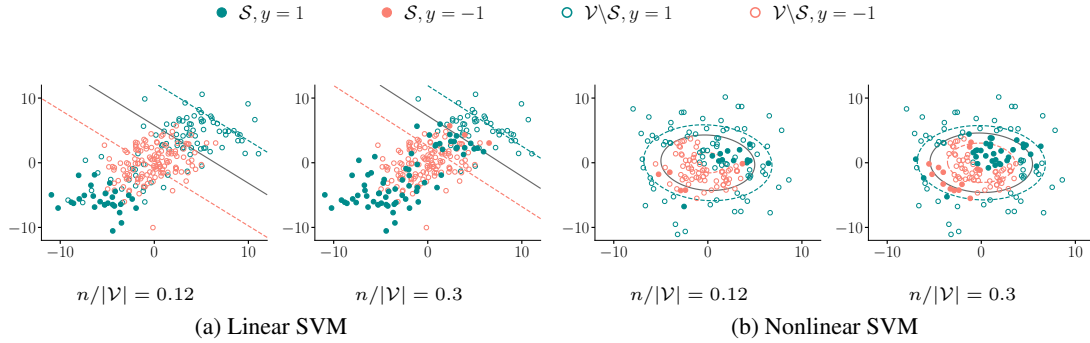 S, y = 1 S, y = −1 V\S, y = 1 V\S, y = −1
10 10 10 10
0 0 0 0
−10 −10 −10 −10
−10 0 10 −10 0 10 −10 0 10 −10 0 10
n/|V| = 0.12 n/|V| = 0.3 n/|V| = 0.12 n/|V| = 0.3
(a) Linear SVM (b) Nonlinear SVM